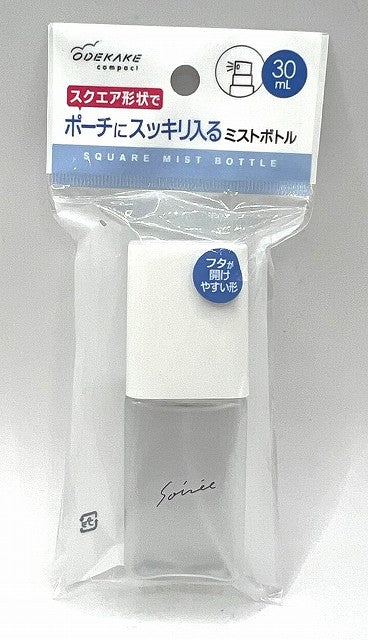 ODEKAKE
compact
30
mL
スクエア形状で
ポーチにスッキリ入る ミストボトル
SQUARE MIST BOTTLE
フタが
開け
やすい形
Soirée
プラ